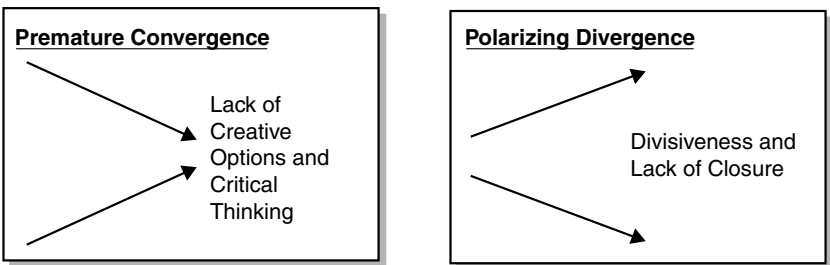 Premature Convergence
Lack of
Creative
Options and
Critical
Thinking
Polarizing Divergence
Divisiveness and
Lack of Closure